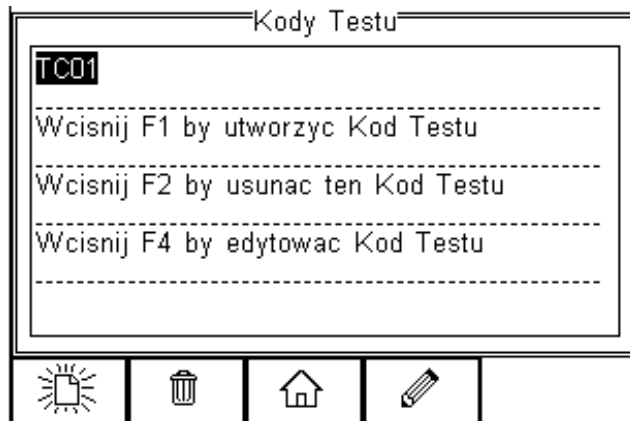 Kody Testu
TC01
Wcisnij F1 by utworzyc Kod Testu
Wcisnij F2 by usunac ten Kod Testu
Wcisnij F4 by edytowac Kod Testu